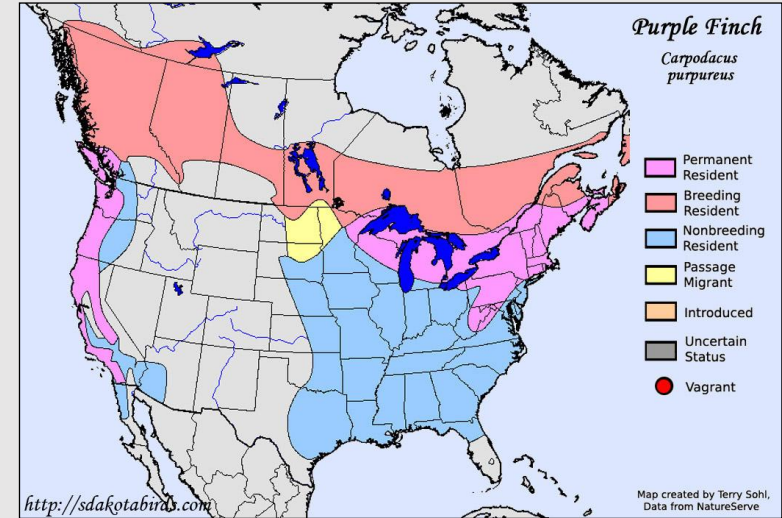 Purple Finch
Carpodacus
purpureus
Permanent
Resident
Breeding
Resident
Nonbreeding
Resident
Passage
Migrant
Introduced
Uncertain
Status
Vagrant
http://sdakotabirds.com
Map created by Terry Sohl,
Data from NatureServe